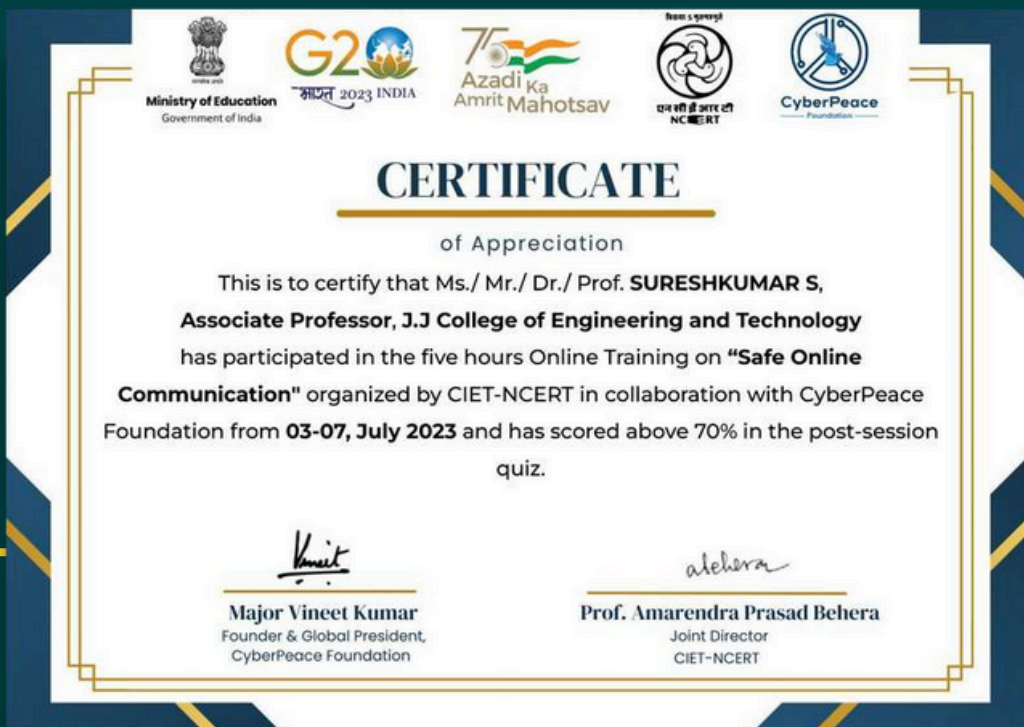 Ministry of Education
Government of India
G20
भारत 2023 INDIA
75
Azadi Ka
Amrit Mahotsav
एन सी ई आर टी
NCERT
CyberPeace
Foundation
CERTIFICATE
of Appreciation
This is to certify that Ms./ Mr./ Dr./ Prof. SURESHKUMAR S,
Associate Professor, J.J College of Engineering and Technology
has participated in the five hours Online Training on “Safe Online
Communication" organized by CIET-NCERT in collaboration with CyberPeace
Foundation from 03-07, July 2023 and has scored above 70% in the post-session
quiz.
Vineet
Major Vineet Kumar
Founder & Global President,
CyberPeace Foundation
Prof. Amarendra Prasad Behera
Joint Director
CIET-NCERT